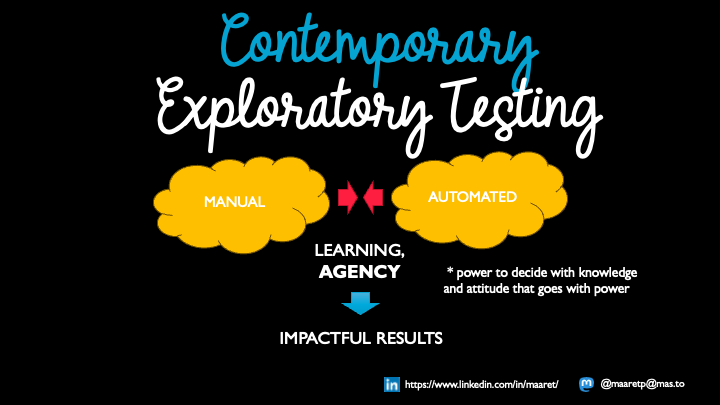 Contemporary
Exploratory Testing
MANUAL
AUTOMATED
LEARNING,
AGENCY
* power to decide with knowledge
and attitude that goes with power
IMPACTFUL RESULTS
in https://www.linkedin.com/in/maaret/
@maaretp@mas.to